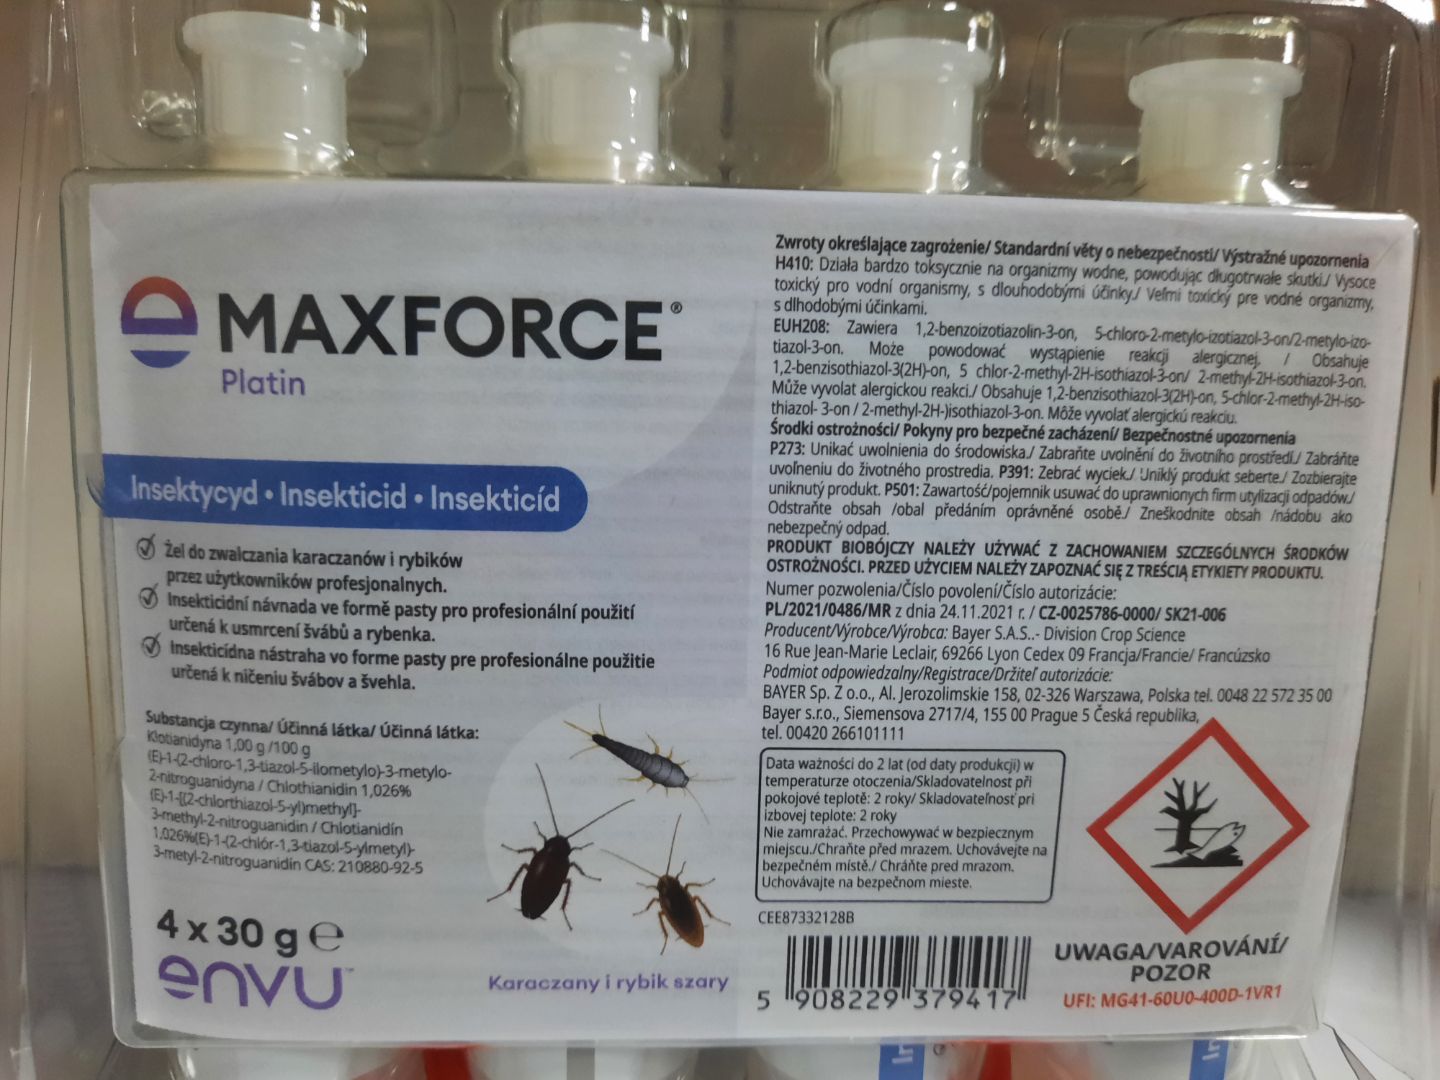 MAXFORCE®
Platin
Insektycyd • Insekticid • Insekticíd
Żel do zwalczania karaczanów i rybików
przez użytkowników profesjonalnych.
Insekticidní návnada ve formě pasty pro profesionální použití
určená k usmrcení švábů a rybenka.
Insekticídna nástraha vo forme pasty pre profesionálne použitie
určená k ničeniu švábov a švehla.
Substancja czynna/ Účinná látka/ Účinná látka:
Klotianidyna 1,00 g /100 g
(E)-1-(2-chloro-1,3-tiazol-5-ilometylo)-3-metylo-
2-nitroguanidyna / Chlothianidin 1,026%
(E)-1-[(2-chlorthiazol-5-yl)methyl]-
3-methyl-2-nitroguanidin / Chlotianidín
1,026%(E)-1-(2-chlór-1,3-tiazol-5-ylmetyl)-
3-metyl-2-nitroguanidín CAS: 210880-92-5
4 x 30 g ℮
envu™
Karaczany i rybik szary
Zwroty określające zagrożenie/ Standardní věty o nebezpečnosti/ Výstražné upozornenia
H410: Działa bardzo toksycznie na organizmy wodne, powodując długotrwałe skutki./ Vysoce
toxický pro vodní organismy, s dlouhodobými účinky./ Veľmi toxický pre vodné organizmy,
s dlhodobými účinkami.
EUH208: Zawiera 1,2-benzoizotiazolin-3-on, 5-chloro-2-metylo-izotiazol-3-on/2-metylo-izo-
tiazol-3-on. Może powodować wystąpienie reakcji alergicznej. / Obsahuje
1,2-benzisothiazol-3(2H)-on, 5 chlor-2-methyl-2H-isothiazol-3-on/ 2-methyl-2H-isothiazol-3-on.
Může vyvolat alergickou reakci./ Obsahuje 1,2-benzisothiazol-3(2H)-on, 5-chlor-2-methyl-2H-iso-
thiazol- 3-on / 2-methyl-2H-)isothiazol-3-on. Môže vyvolať alergickú reakciu.
Środki ostrożności/ Pokyny pro bezpečné zacházení/ Bezpečnostné upozornenia
P273: Unikać uwolnienia do środowiska./ Zabraňte uvolnění do životního prostředí./ Zabráňte
uvoľneniu do životného prostredia. P391: Zebrać wyciek./ Uniklý produkt seberte./ Zozbierajte
uniknutý produkt. P501: Zawartość/pojemnik usuwać do uprawnionych firm utylizacji odpadów./
Odstraňte obsah /obal předáním oprávněné osobě./ Zneškodnite obsah /nádobu ako
nebezpečný odpad.
PRODUKT BIOBÓJCZY NALEŻY UŻYWAĆ Z ZACHOWANIEM SZCZEGÓLNYCH ŚRODKÓW
OSTROŻNOŚCI. PRZED UŻYCIEM NALEŻY ZAPOZNAĆ SIĘ Z TREŚCIĄ ETYKIETY PRODUKTU.
Numer pozwolenia/Číslo povolení/Číslo autorizácie:
PL/2021/0486/MR z dnia 24.11.2021 r. / CZ-0025786-0000/ SK21-006
Producent/Výrobce/Výrobca: Bayer S.A.S..- Division Crop Science
16 Rue Jean-Marie Leclair, 69266 Lyon Cedex 09 Francja/Francie/ Francúzsko
Podmiot odpowiedzalny/Registrace/Držiteľ autorizácie:
BAYER Sp. Z o.o., Al. Jerozolimskie 158, 02-326 Warszawa, Polska tel. 0048 22 572 35 00
Bayer s.r.o., Siemensova 2717/4, 155 00 Prague 5 Česká republika,
tel. 00420 266101111
Data ważności do 2 lat (od daty produkcji) w
temperaturze otoczenia/Skladovatelnost při
pokojové teplotě: 2 roky/ Skladovateľnosť pri
izbovej teplote: 2 roky
Nie zamrażać. Przechowywać w bezpiecznym
miejscu./Chraňte před mrazem. Uchovávejte na
bezpečném místě./ Chráňte pred mrazom.
Uchovávajte na bezpečnom mieste.
CEE87332128B
5 908229 379417
UWAGA/VAROVÁNÍ/
POZOR
UFI: MG41-60U0-400D-1VR1